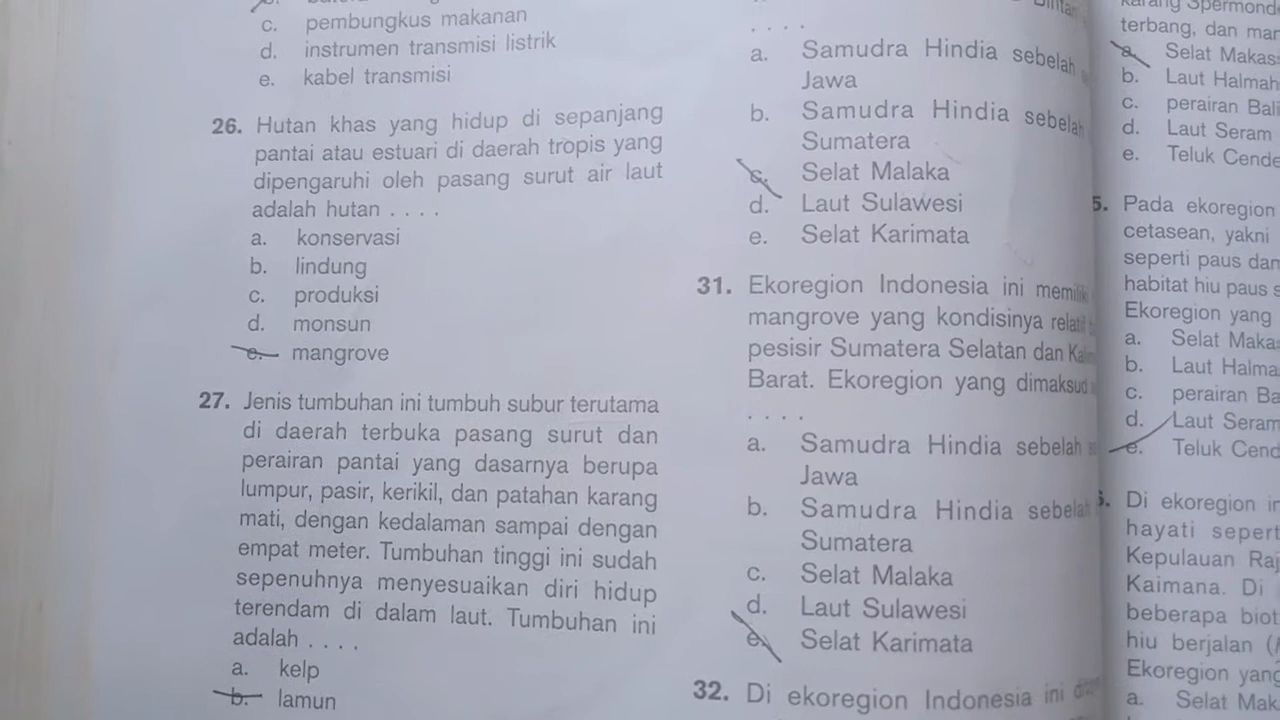 c. pembungkus makanan
d. instrumen transmisi listrik
e. kabel transmisi
26. Hutan khas yang hidup di sepanjang
pantai atau estuari di daerah tropis yang
dipengaruhi oleh pasang surut air laut
adalah hutan . . . .
a. konservasi
b. lindung
c. produksi
d. monsun
e. mangrove
27. Jenis tumbuhan ini tumbuh subur terutama
di daerah terbuka pasang surut dan
perairan pantai yang dasarnya berupa
lumpur, pasir, kerikil, dan patahan karang
mati, dengan kedalaman sampai dengan
empat meter. Tumbuhan tinggi ini sudah
sepenuhnya menyesuaikan diri hidup
terendam di dalam laut. Tumbuhan ini
adalah . . . .
a. kelp
b. lamun
. . . .
a. Samudra Hindia sebelah
Jawa
b. Samudra Hindia sebelah
Sumatera
c. Selat Malaka
d. Laut Sulawesi
e. Selat Karimata
31. Ekoregion Indonesia ini memiliki
mangrove yang kondisinya relatif
pesisir Sumatera Selatan dan
Barat. Ekoregion yang dimaksud
. . . .
a. Samudra Hindia sebelah
Jawa
b. Samudra Hindia sebelah
Sumatera
c. Selat Malaka
d. Laut Sulawesi
e. Selat Karimata
32. Di ekoregion Indonesia ini
karang
terbang, dan
a. Selat
b. Laut
c. perairan
d. Laut Seram
e. Teluk
5. Pada ekoregion
cetasean, yakni
seperti paus
habitat hiu paus
Ekoregion yang
a. Selat
b. Laut
c. perairan
d. Laut Seram
e. Teluk
Di ekoregion
hayati
Kepulauan
Kaimana. Di
beberapa
hiu berjalan
Ekoregion yang
a. Selat